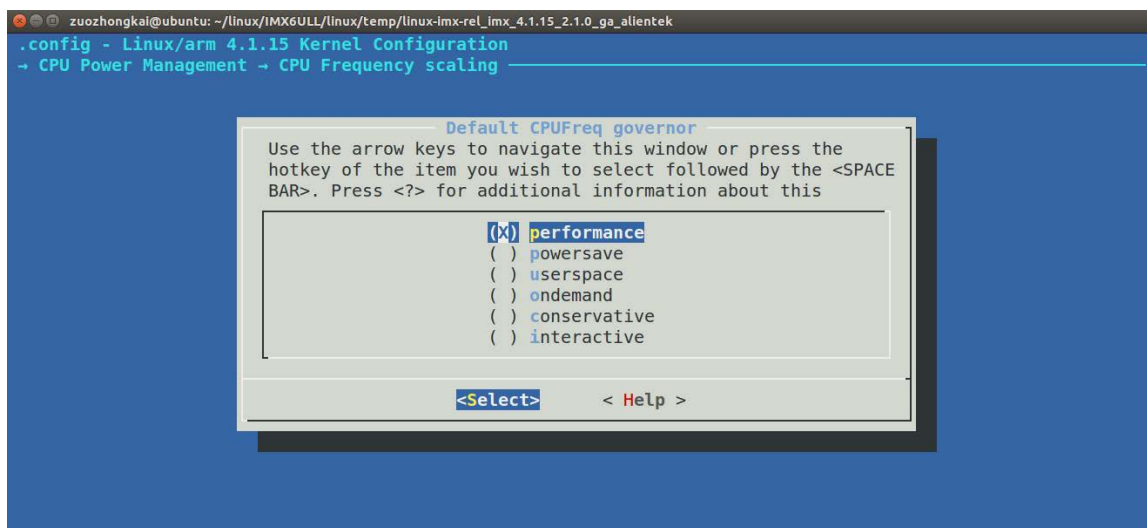 zuozhongkai@ubuntu: ~/linux/IMX6ULL/linux/temp/linux-imx-rel_imx_4.1.15_2.1.0_ga_alientek
.config - Linux/arm 4.1.15 Kernel Configuration
→ CPU Power Management → CPU Frequency scaling
Default CPUFreq governor
Use the arrow keys to navigate this window or press the
hotkey of the item you wish to select followed by the <SPACE
BAR>. Press <?> for additional information about this
(X) performance
( ) powersave
( ) userspace
( ) ondemand
( ) conservative
( ) interactive
<Select> < Help >